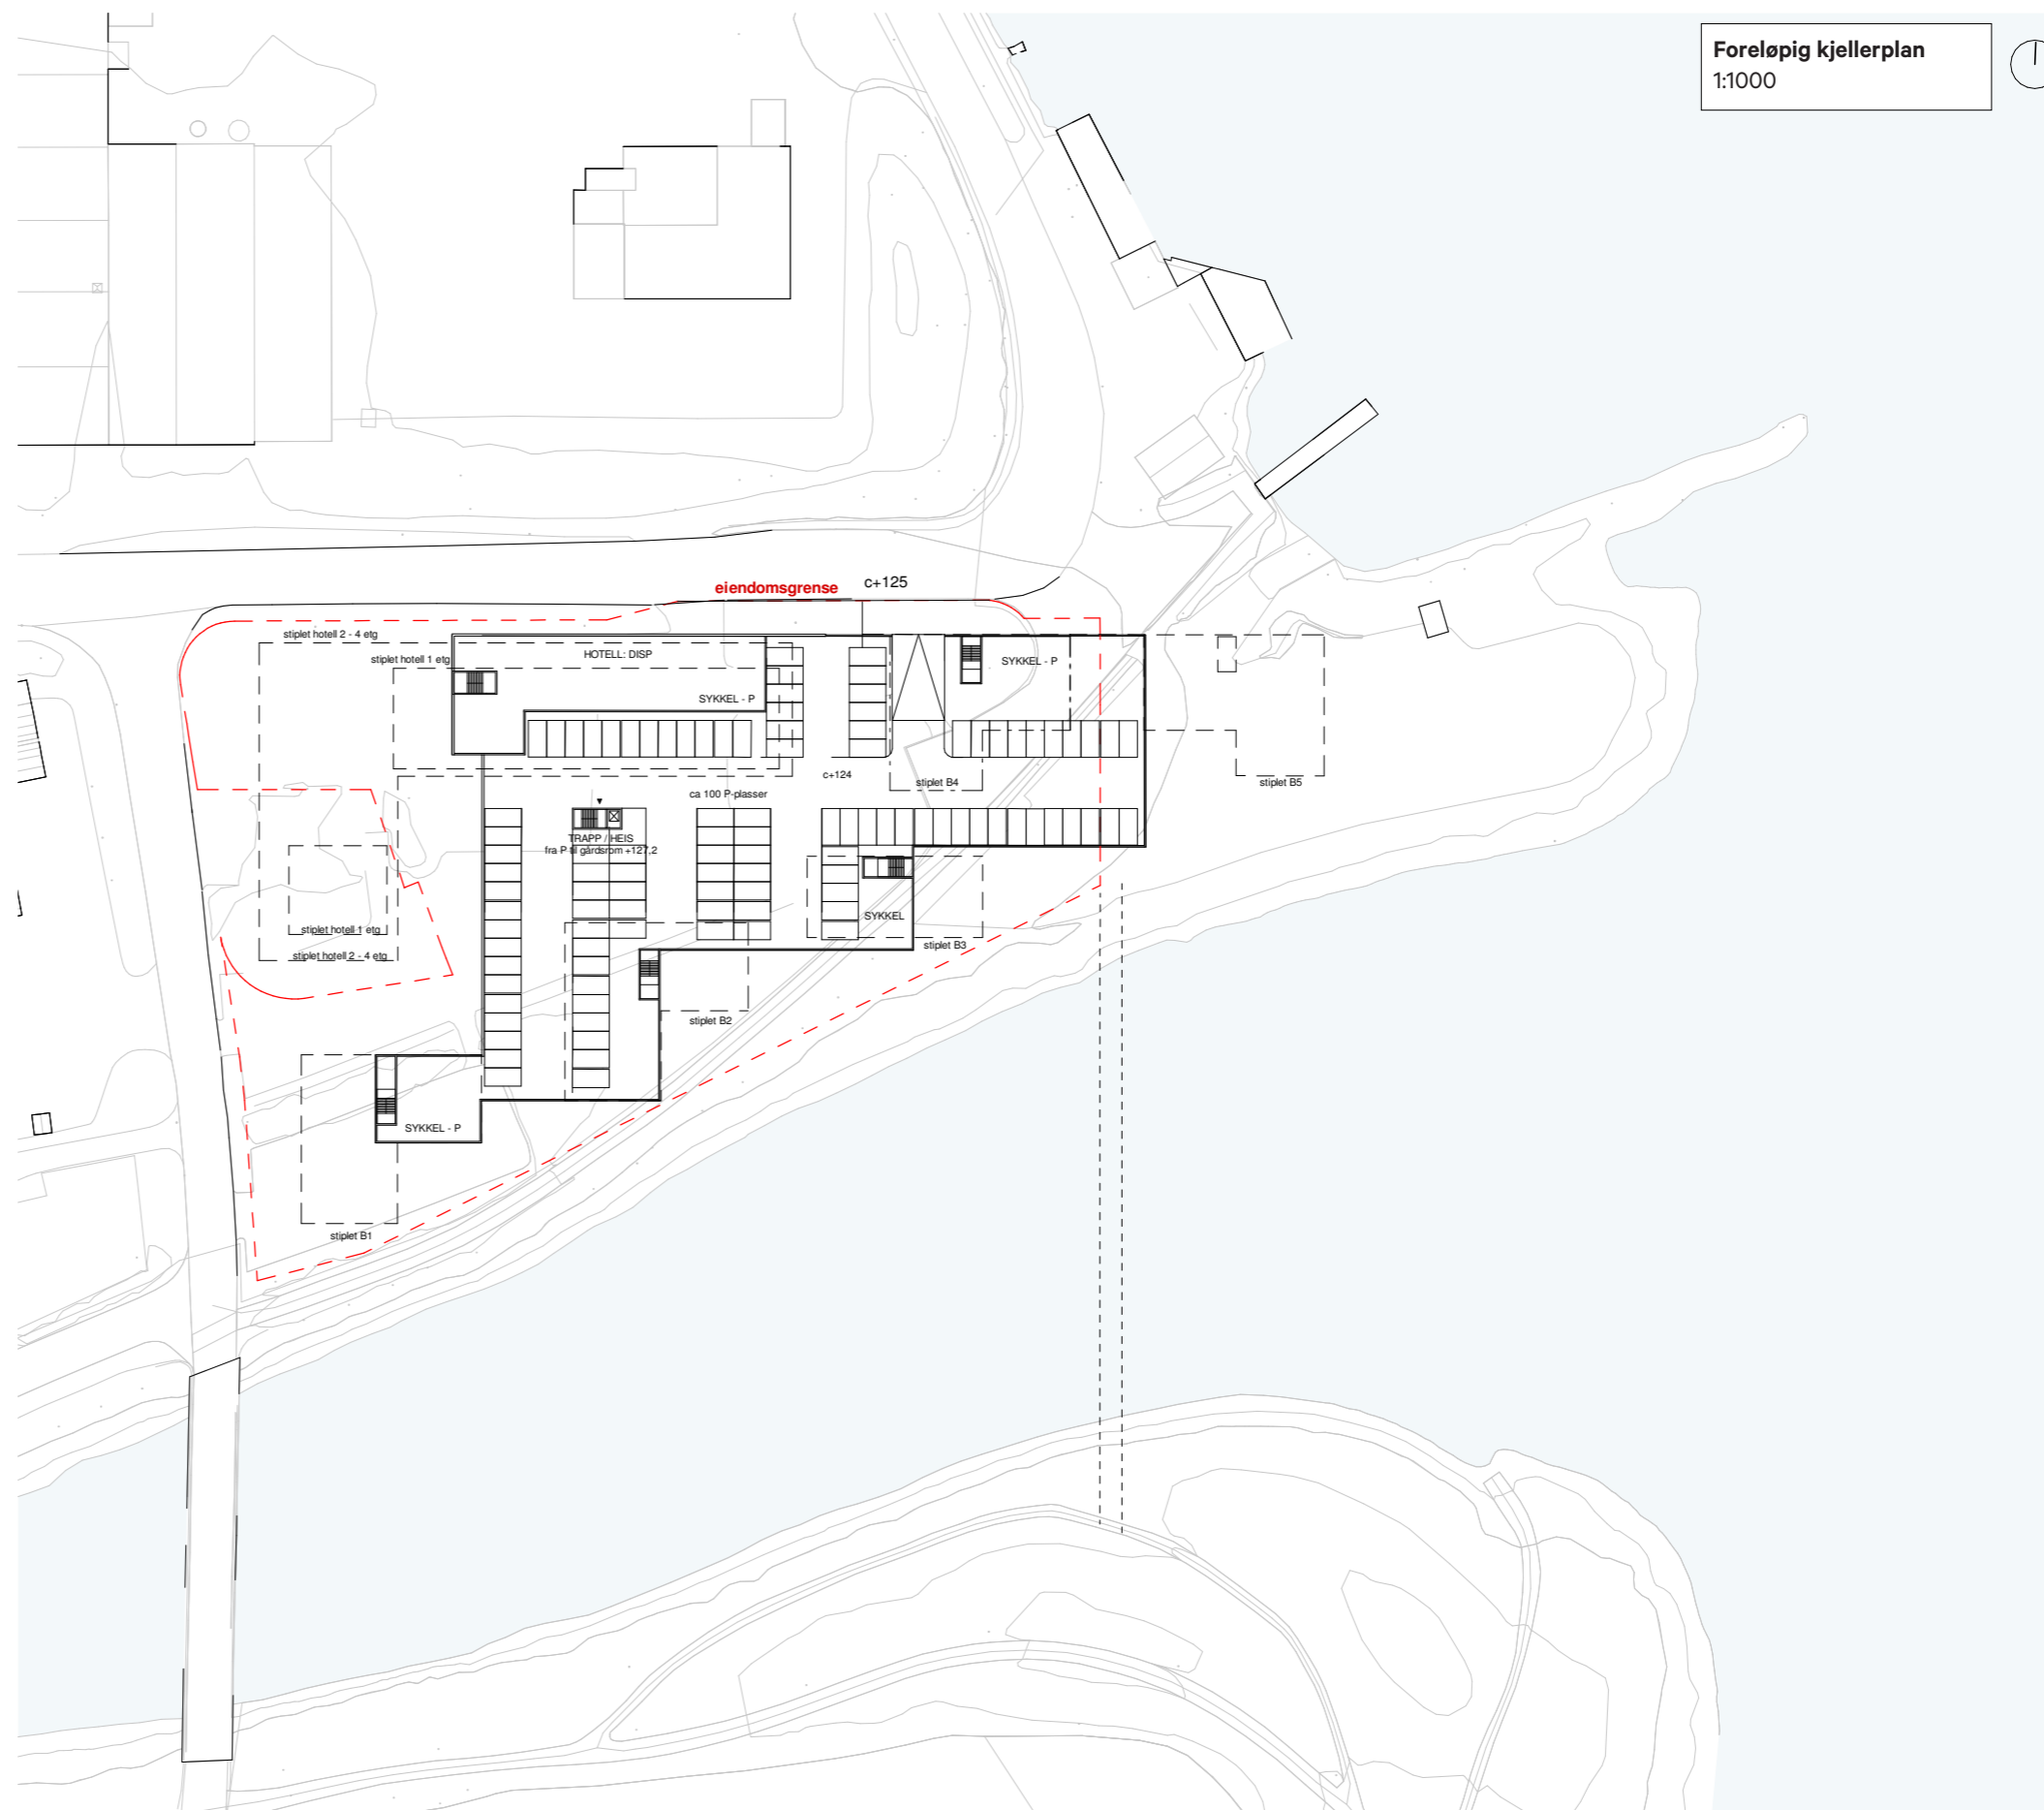 Foreløpig kjellerplan
1:1000
eiendomsgrense
c+125
stiplet hotell 2 - 4 etg
stiplet hotell 1 etg
HOTELL: DISP
SYKKEL - P
SYKKEL - P
c+124
stiplet B4
stiplet B5
ca 100 P-plasser
TRAPP / HEIS
fra P til gårdsrom +127,2
SYKKEL
stiplet hotell 1 etg
stiplet B3
stiplet hotell 2 - 4 etg
stiplet B2
SYKKEL - P
stiplet B1